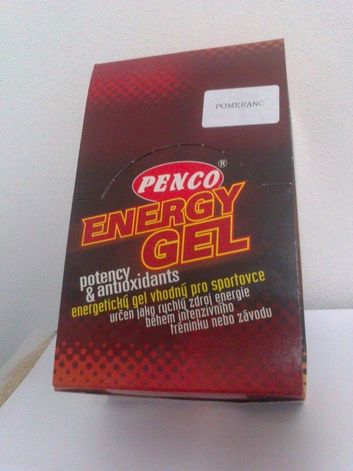 POMERANČ
PENCO®
ENERGY
GEL
potency
& antioxidants
energetický gel vhodný pro sportovce
určen jako rychlý zdroj energie
během intenzivního
tréninku nebo závodu